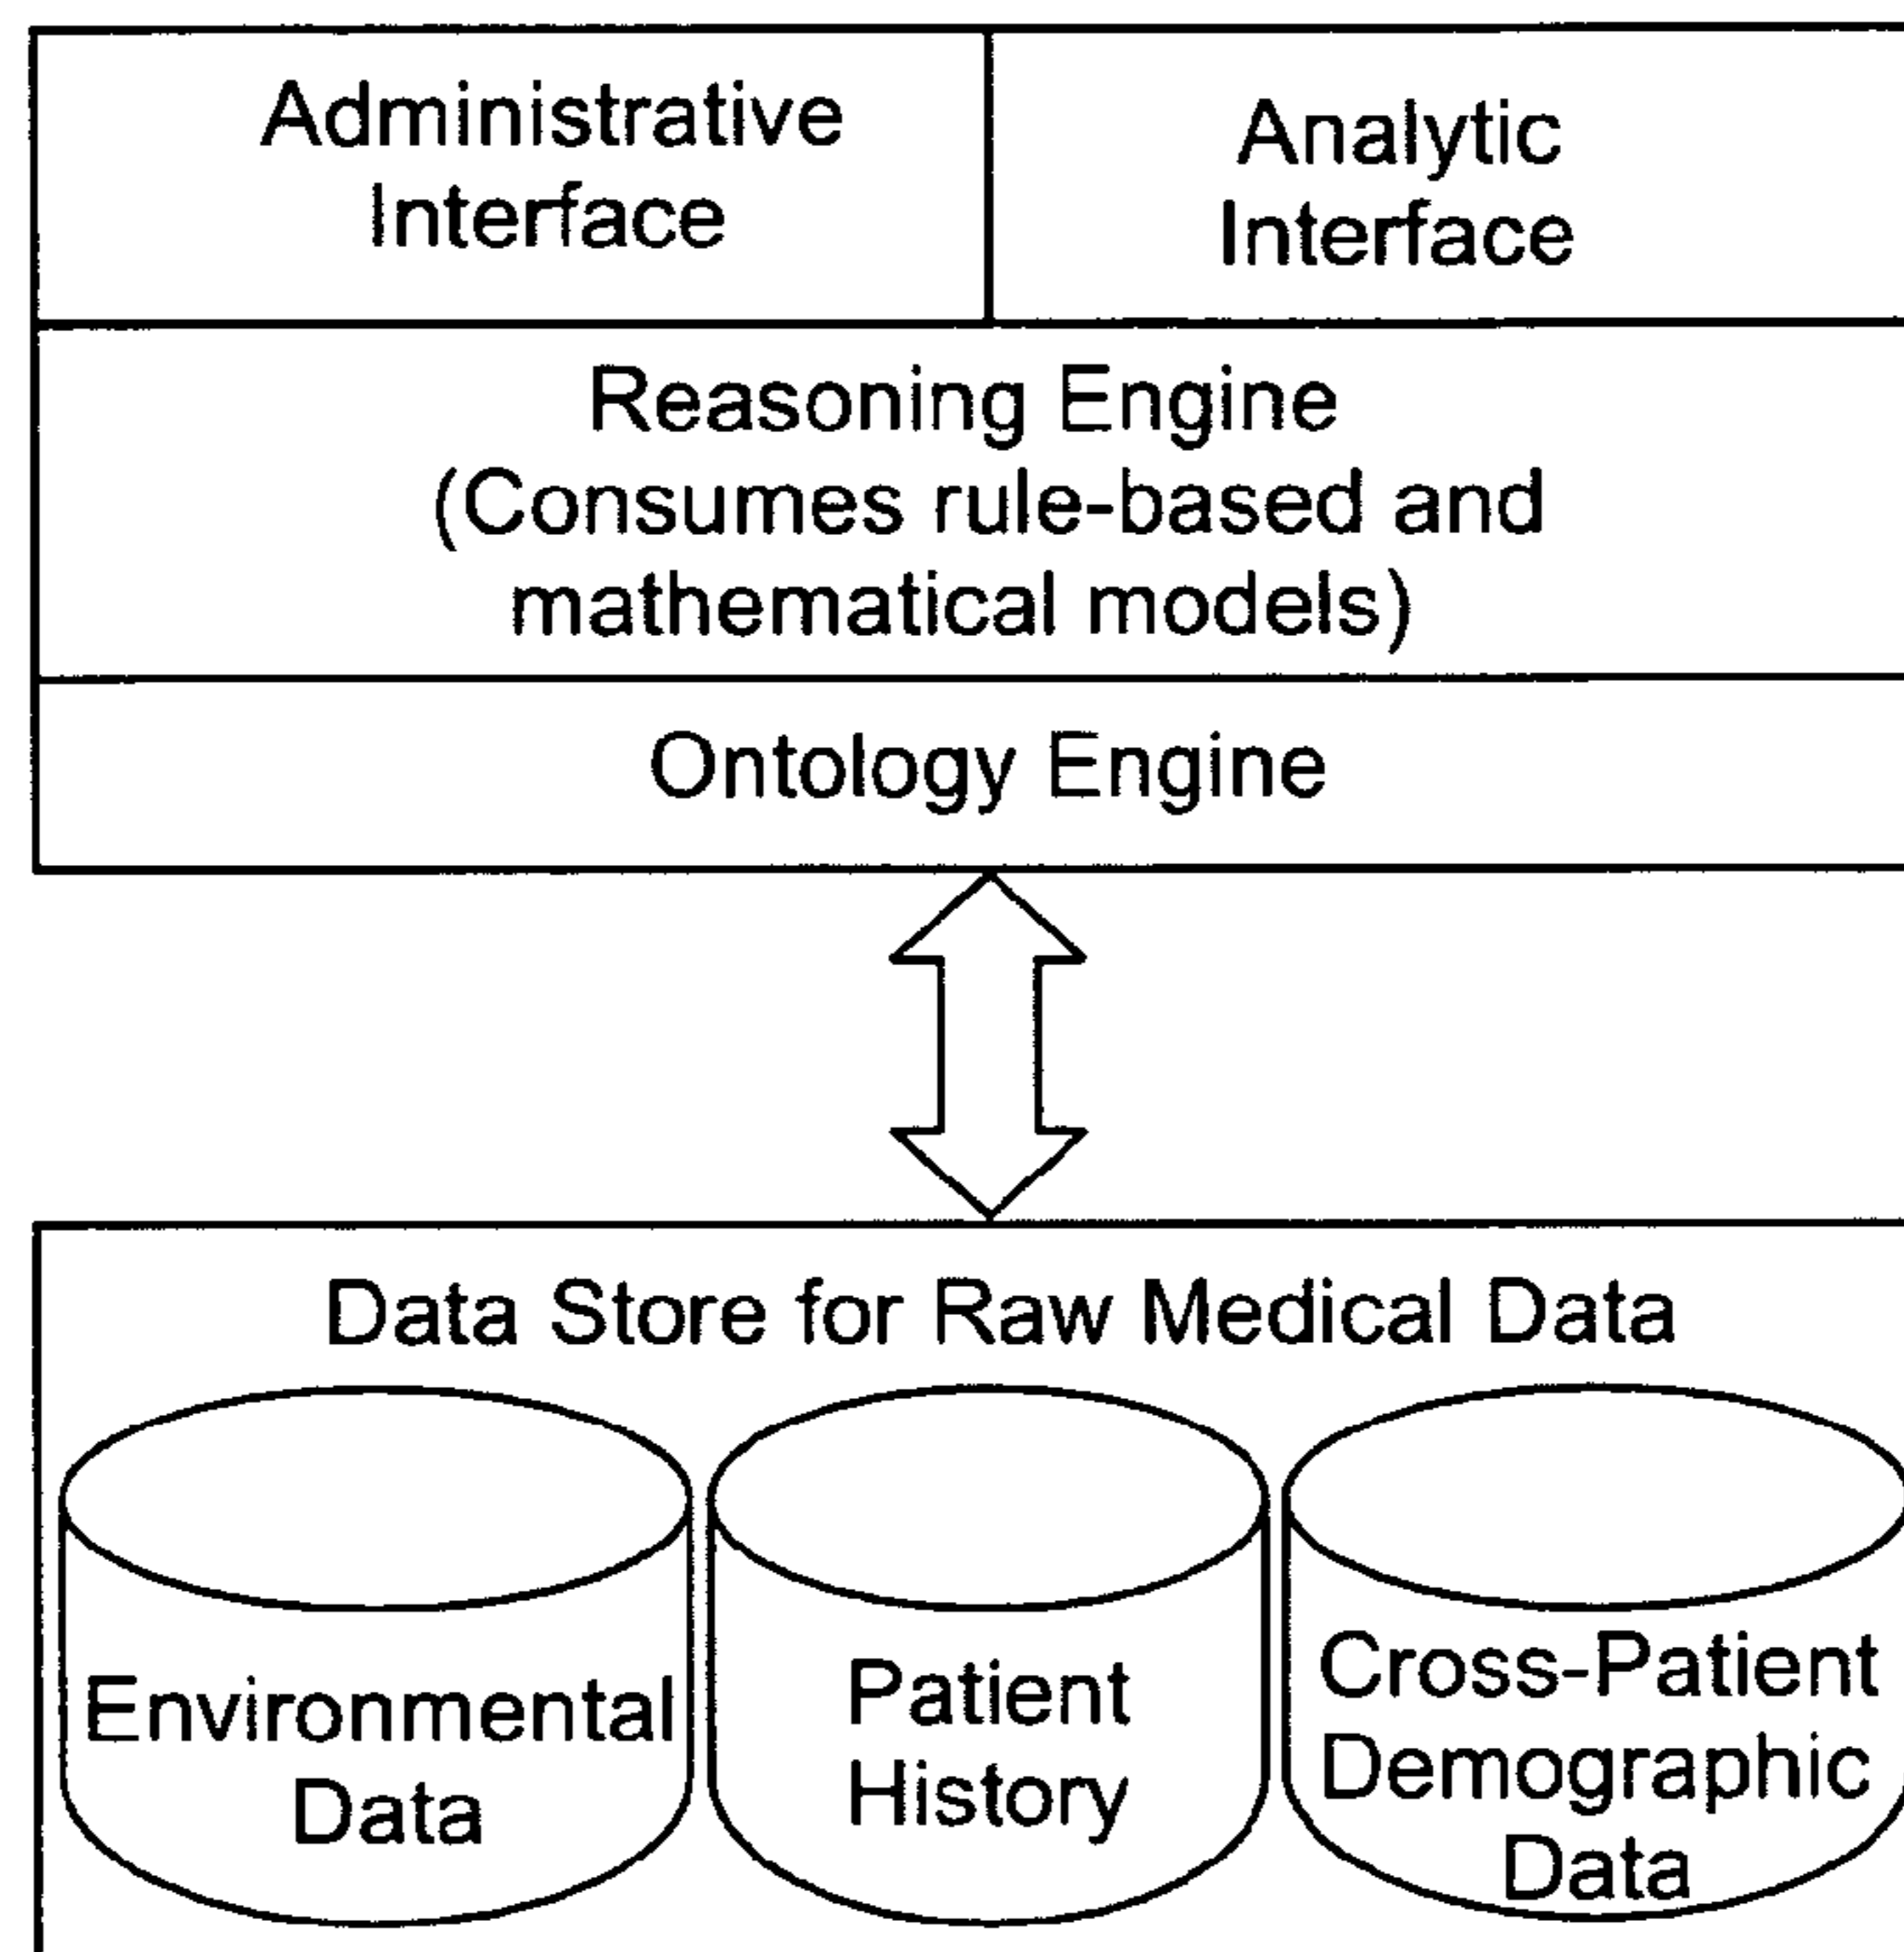 Administrative
Interface
Analytic
Interface
Reasoning Engine
(Consumes rule-based and
mathematical models)
Ontology Engine
Data Store for Raw Medical Data
Environmental
Data
Patient
History
Cross-Patient
Demographic
Data